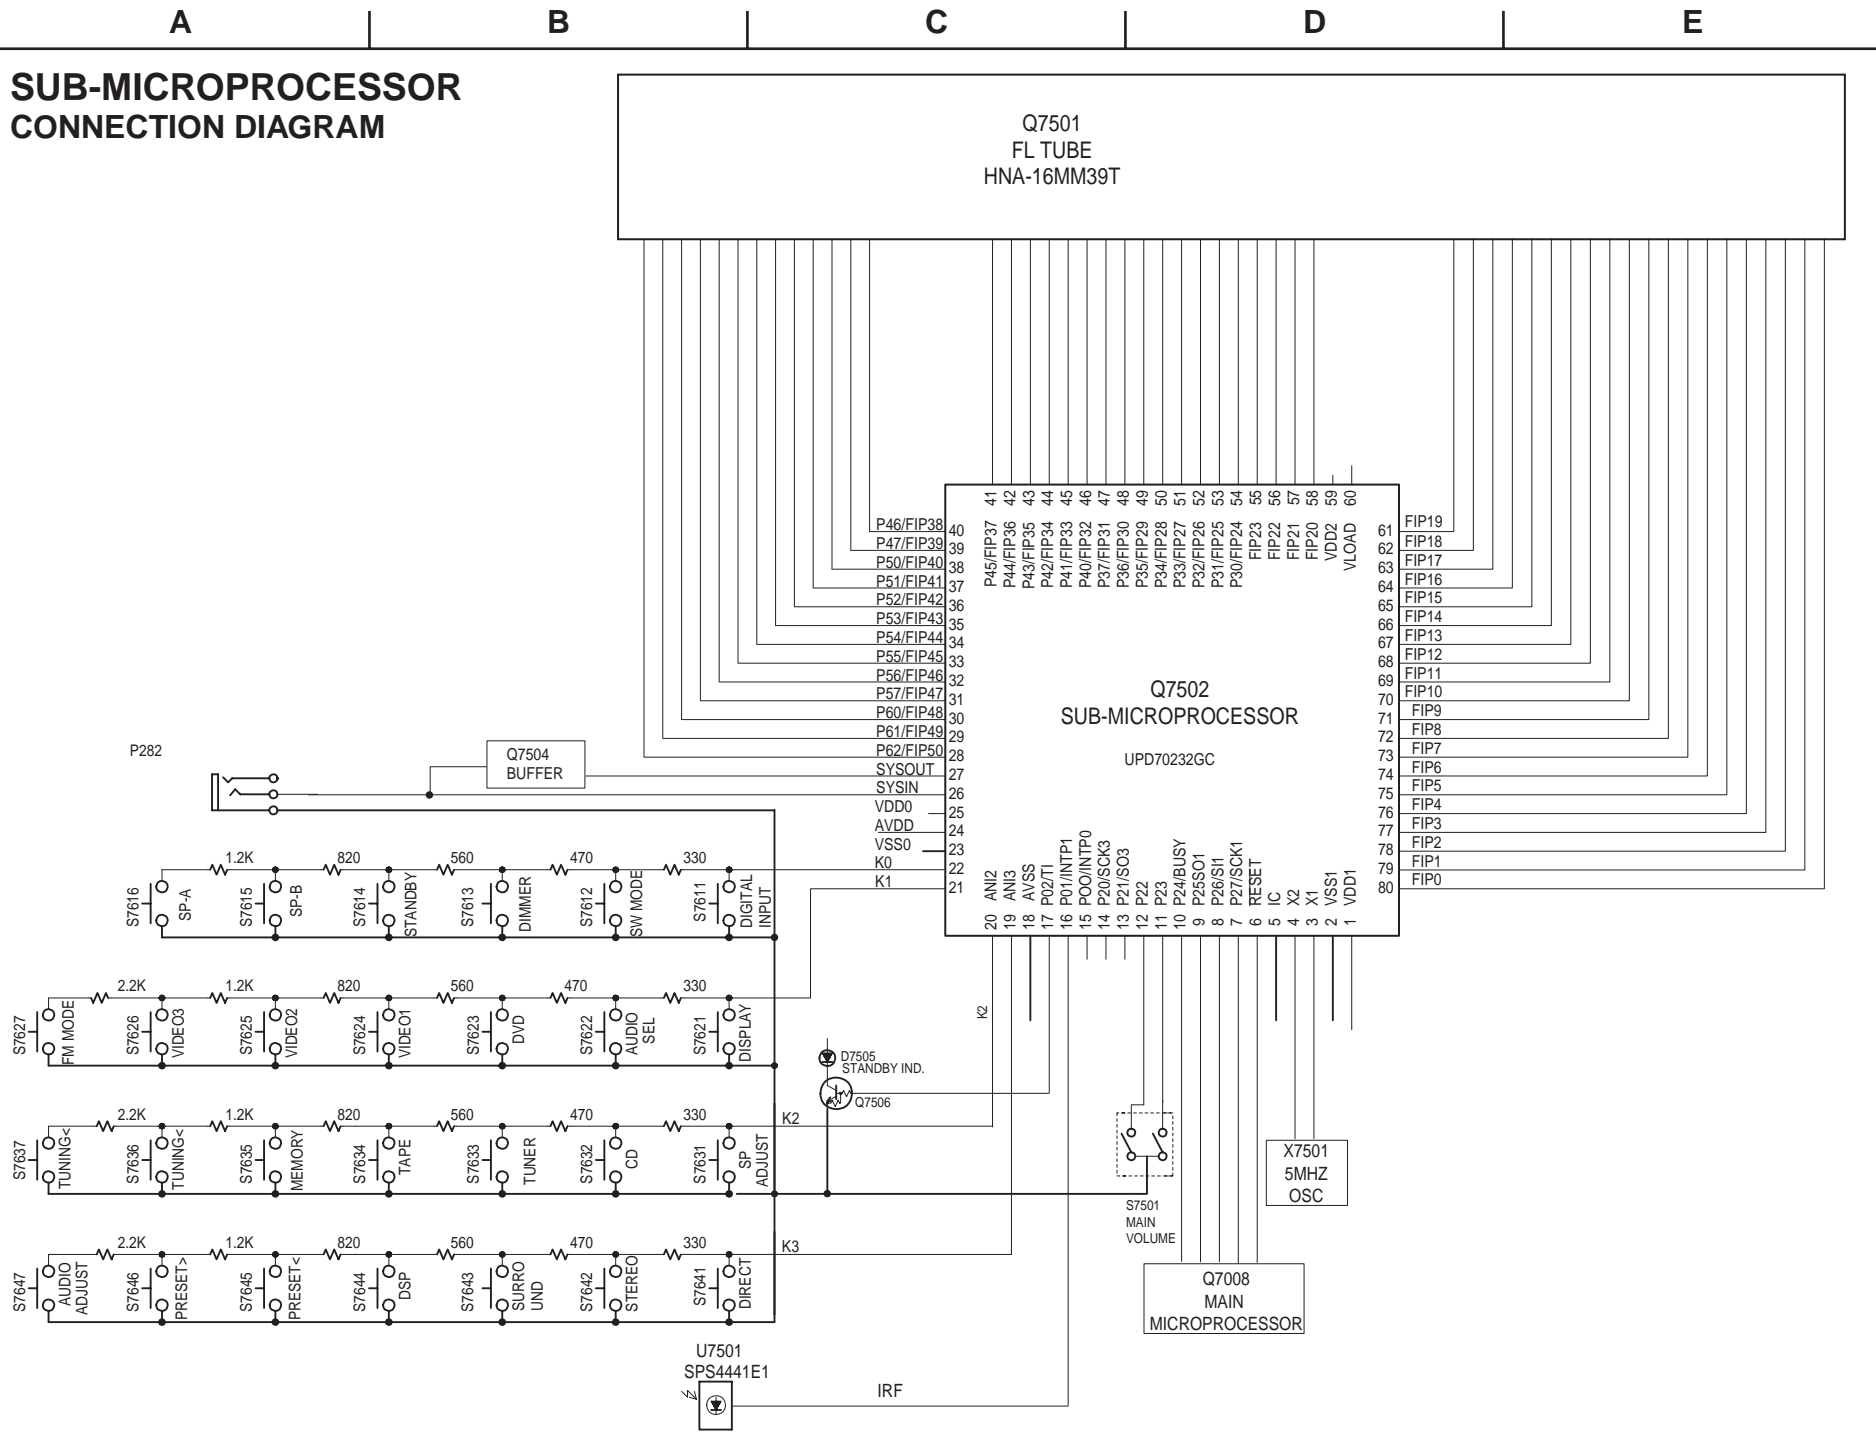 A B C D E
SUB-MICROPROCESSOR
CONNECTION DIAGRAM
Q7501
FL TUBE
HNA-16MM39T
41 42 43 44 45 46 47 48 49 50 51 52 53 54 55 56 57 58 59 60
P45/FIP37
P44/FIP36
P43/FIP35
P42/FIP34
P41/FIP33
P40/FIP32
P37/FIP31
P36/FIP30
P35/FIP29
P34/FIP28
P33/FIP27
P32/FIP26
P31/FIP25
P30/FIP24
FIP23
FIP22
FIP21
FIP20
VDD2
VLOAD
P46/FIP38 40
P47/FIP39 39
P50/FIP40 38
P51/FIP41 37
P52/FIP42 36
P53/FIP43 35
P54/FIP44 34
P55/FIP45 33
P56/FIP46 32
P57/FIP47 31
P60/FIP48 30
P61/FIP49 29
P62/FIP50 28
SYSOUT 27
SYSIN 26
VDD0 25
AVDD 24
VSS0 23
K0 22
K1 21
61 FIP19
62 FIP18
63 FIP17
64 FIP16
65 FIP15
66 FIP14
67 FIP13
68 FIP12
69 FIP11
70 FIP10
71 FIP9
72 FIP8
73 FIP7
74 FIP6
75 FIP5
76 FIP4
77 FIP3
78 FIP2
79 FIP1
80 FIP0
Q7502
SUB-MICROPROCESSOR
UPD70232GC
ANI2
ANI3
AVSS
P02/TI
P01/INTP1
POO/INTP0
P20/SCK3
P21/SO3
P22
P23
P24/BUSY
P25SO1
P26/SI1
P27/SCK1
RESET
IC
X2
X1
VSS1
VDD1
20 19 18 17 16 15 14 13 12 11 10 9 8 7 6 5 4 3 2 1
P282
Q7504
BUFFER
1.2K 820 560 470 330
S7616 SP-A
S7615 SP-B
S7614 STANDBY
S7613 DIMMER
S7612 SW MODE
S7611 DIGITAL
INPUT
2.2K 1.2K 820 560 470 330
S7627 FM MODE
S7626 VIDEO3
S7625 VIDEO2
S7624 VIDEO1
S7623 DVD
S7622 AUDIO
SEL
S7621 DISPLAY
K2
D7505
STANDBY IND.
Q7506
2.2K 1.2K 820 560 470 330 K2
S7637 TUNING<
S7636 TUNING<
S7635 MEMORY
S7634 TAPE
S7633 TUNER
S7632 CD
S7631 SP
ADJUST
S7501
MAIN
VOLUME
X7501
5MHZ
OSC
2.2K 1.2K 820 560 470 330 K3
S7647 AUDIO
ADJUST
S7646 PRESET>
S7645 PRESET<
S7644 DSP
S7643 SURRO
UND
S7642 STEREO
S7641 DIRECT
Q7008
MAIN
MICROPROCESSOR
U7501
SPS4441E1
IRF